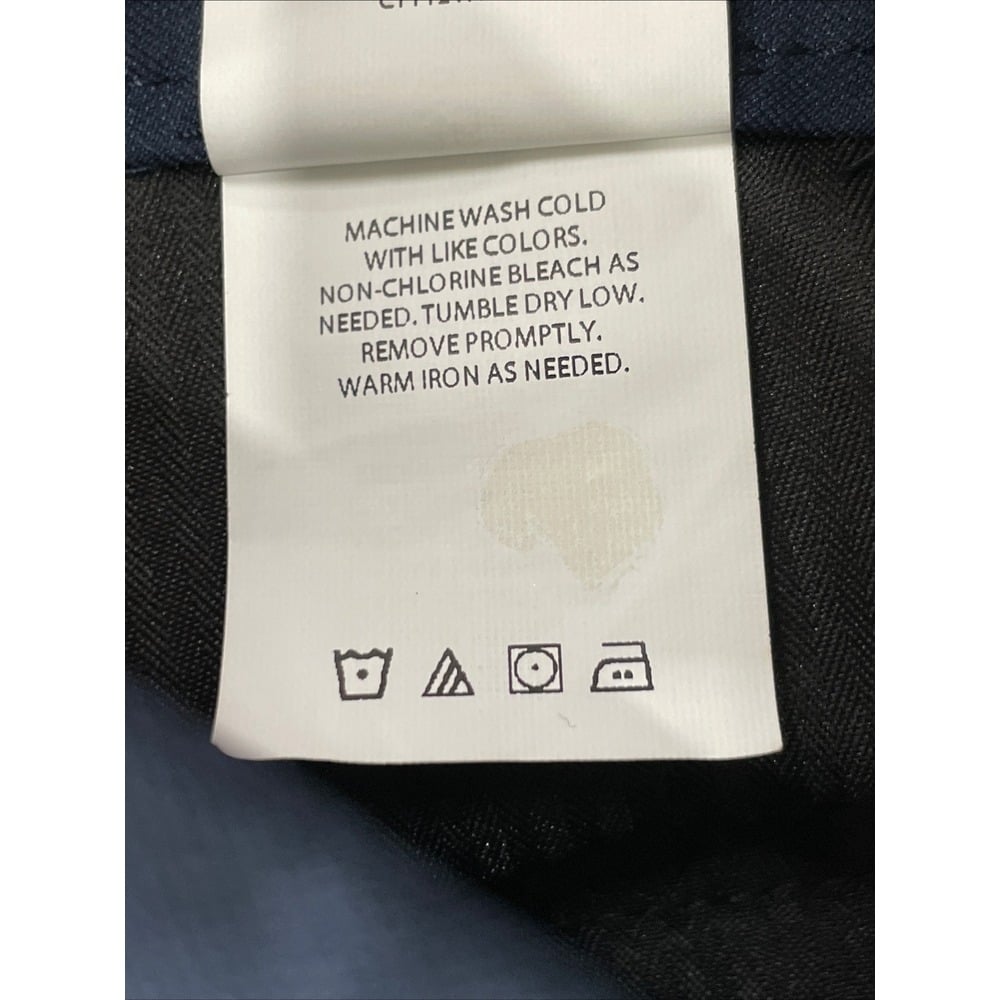 MACHINE WASH COLD
WITH LIKE COLORS.
NON-CHLORINE BLEACH AS
NEEDED. TUMBLE DRY LOW.
REMOVE PROMPTLY.
WARM IRON AS NEEDED.